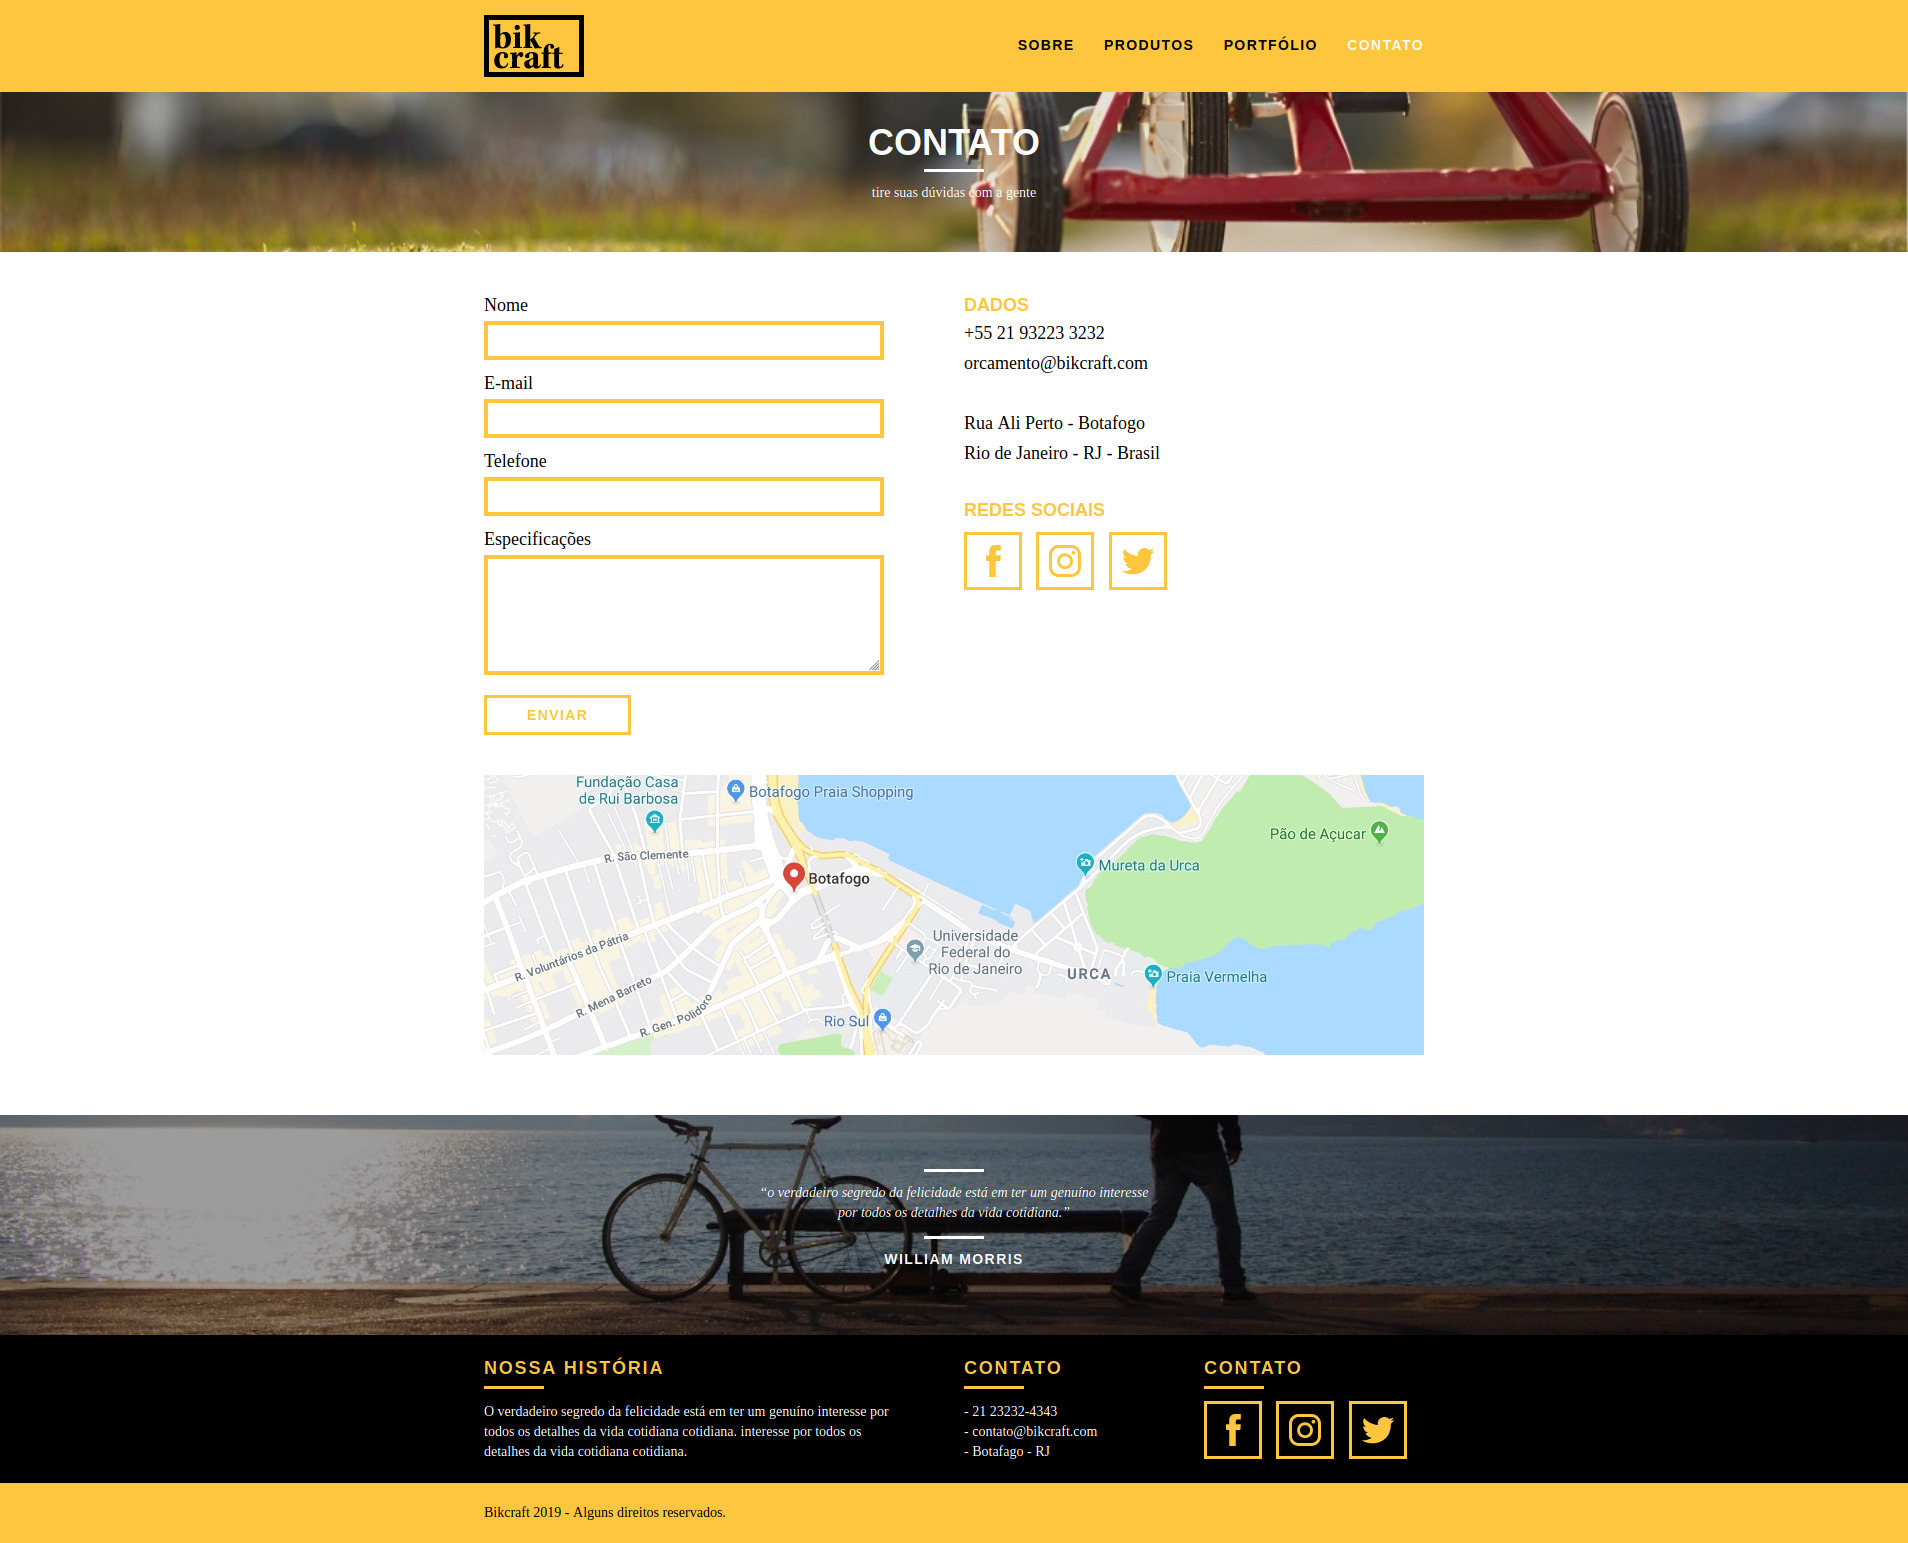 bik
craft
SOBRE PRODUTOS PORTFÓLIO CONTATO
CONTATO
tire suas dúvidas com a gente
Nome
E-mail
Telefone
Especificações
ENVIAR
DADOS
+55 21 93223 3232
orcamento@bikcraft.com
Rua Ali Perto - Botafogo
Rio de Janeiro - RJ - Brasil
REDES SOCIAIS
Fundação Casa
de Rui Barbosa
Botafogo Praia Shopping
Pão de Açucar
R. São Clemente
Mureta da Urca
Botafogo
Universidade
Federal do
Rio de Janeiro
R. Voluntários da Pátria
URCA
Praia Vermelha
R. Mena Barreto
R. Gen. Polidoro
Rio Sul
“o verdadeiro segredo da felicidade está em ter um genuíno interesse
por todos os detalhes da vida cotidiana.”
WILLIAM MORRIS
NOSSA HISTÓRIA
O verdadeiro segredo da felicidade está em ter um genuíno interesse por
todos os detalhes da vida cotidiana cotidiana. interesse por todos os
detalhes da vida cotidiana cotidiana.
CONTATO
- 21 23232-4343
- contato@bikcraft.com
- Botafago - RJ
CONTATO
Bikcraft 2019 - Alguns direitos reservados.